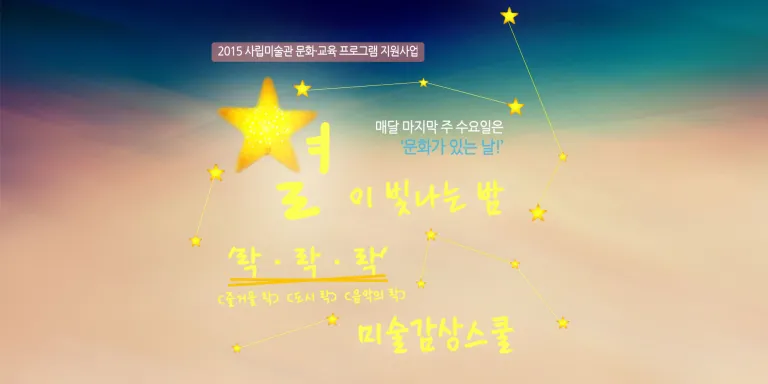 2015 사립미술관 문화·교육 프로그램 지원사업
매달 마지막 주 수요일은
'문화가 있는 날!'
별이 빛나는 밤
'락 · 락 · 락'
(즐거울 락) (도시 락) (음악의 락)
미술감상스쿨